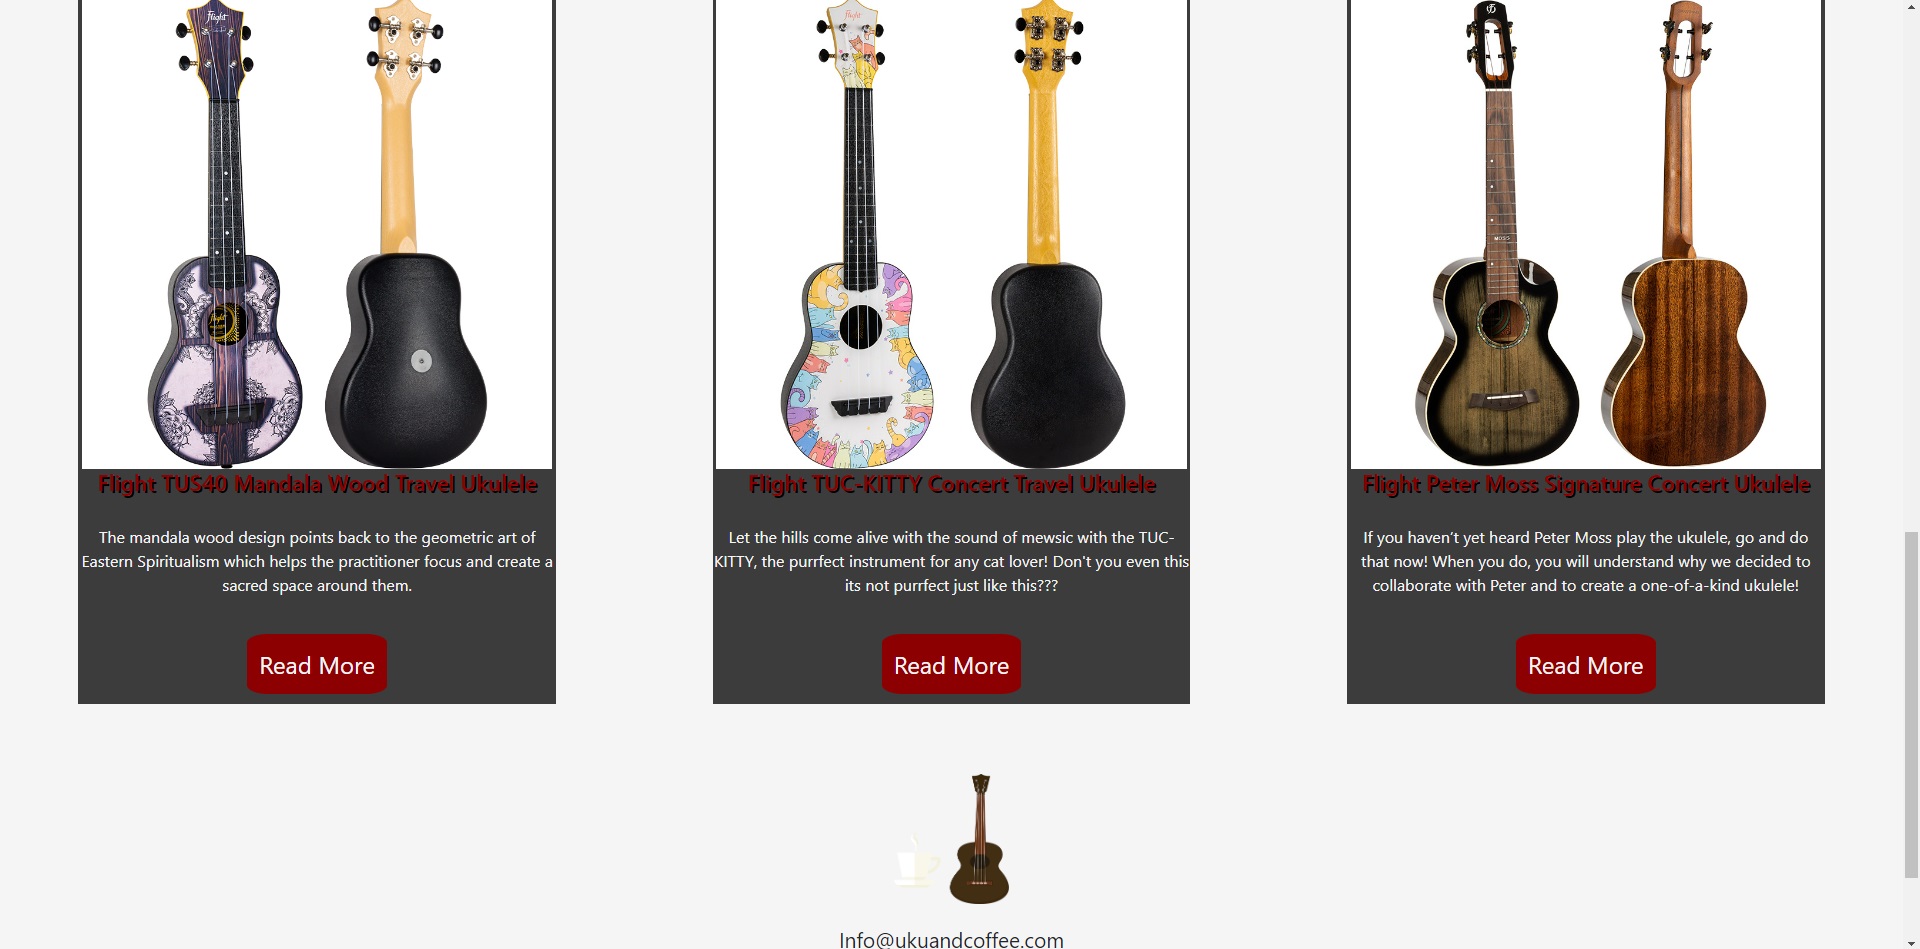 flight
flight
Flight TUS40 Mandala Wood Travel Ukulele
The mandala wood design points back to the geometric art of
Eastern Spiritualism which helps the practitioner focus and create a
sacred space around them.
Read More
Flight TUC-KITTY Concert Travel Ukulele
Let the hills come alive with the sound of mewsic with the TUC-
KITTY, the purrfect instrument for any cat lover! Don't you even this
its not purrfect just like this???
Read More
MOSS
Flight Peter Moss Signature Concert Ukulele
If you haven’t yet heard Peter Moss play the ukulele, go and do
that now! When you do, you will understand why we decided to
collaborate with Peter and to create a one-of-a-kind ukulele!
Read More
Info@ukuandcoffee.com